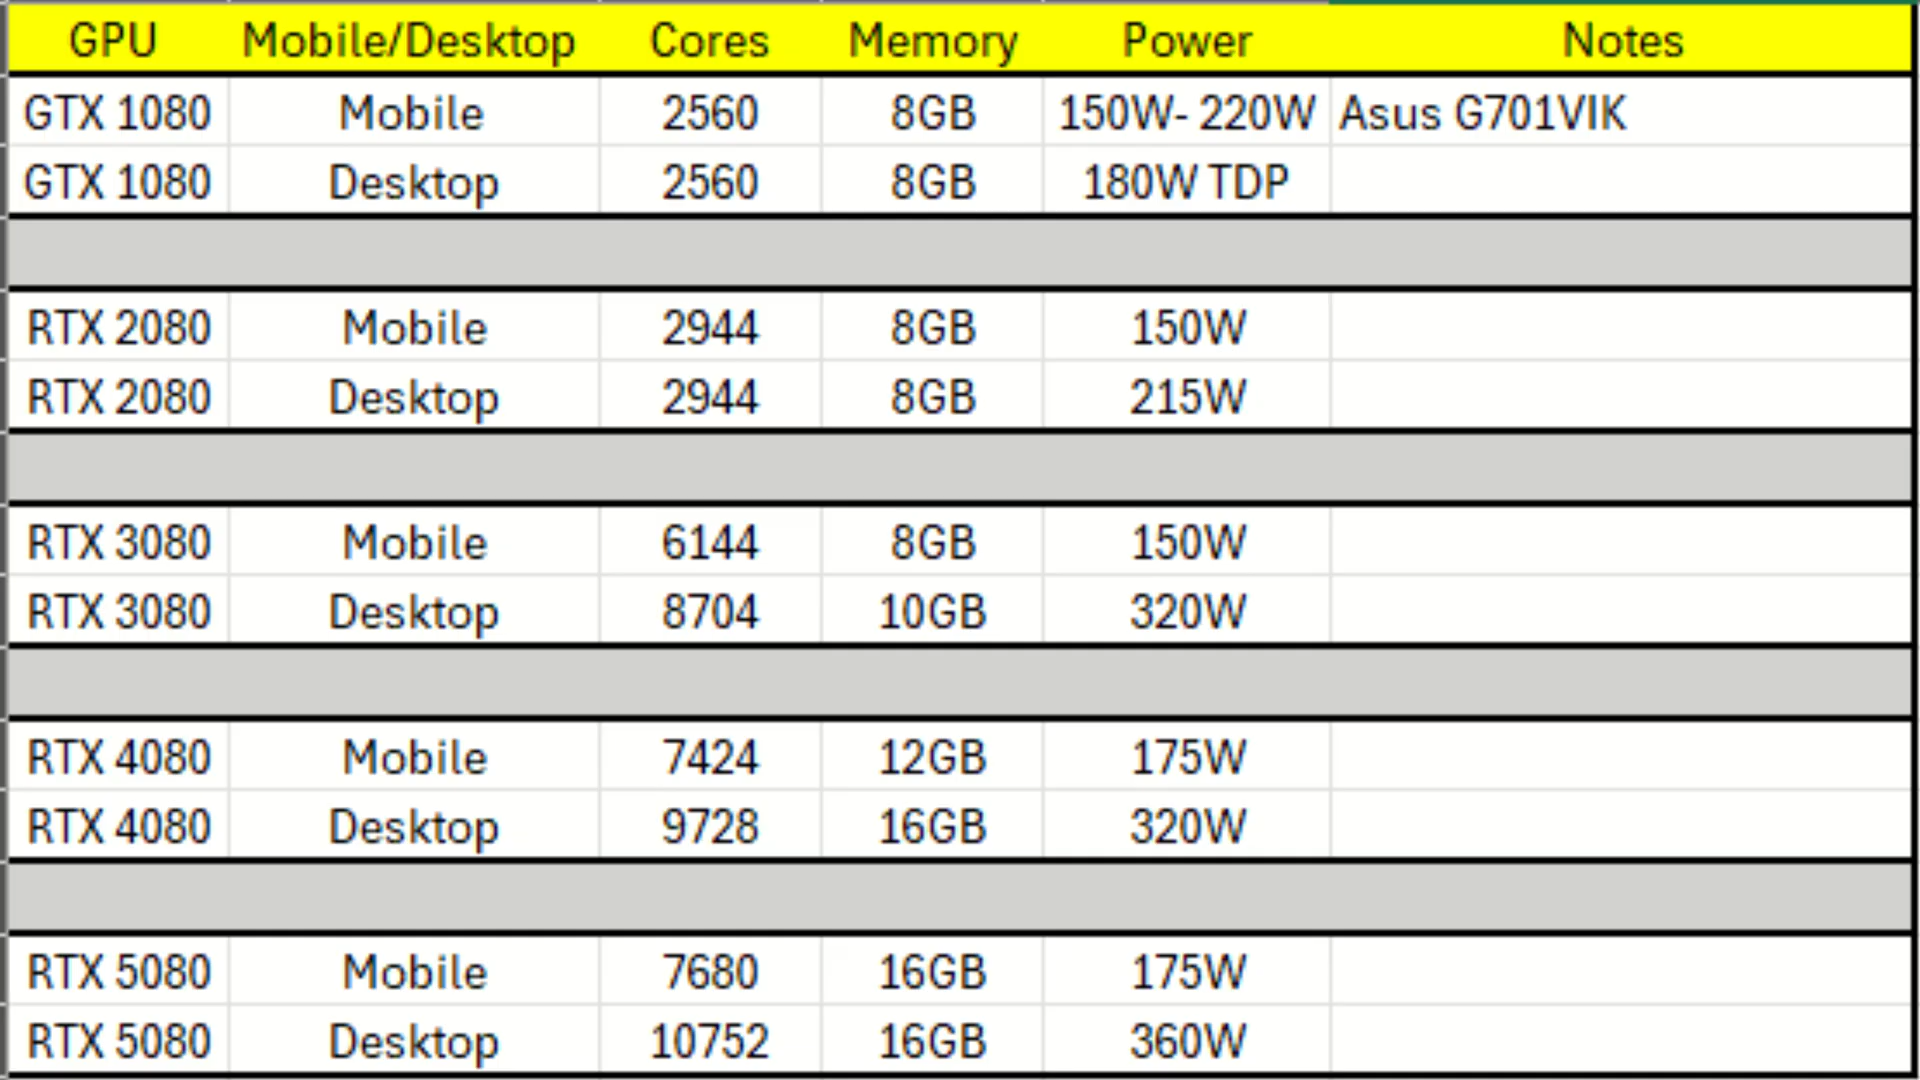 GPU Mobile/Desktop Cores Memory Power Notes
GTX 1080 Mobile 2560 8GB 150W- 220W Asus G701VIK
GTX 1080 Desktop 2560 8GB 180W TDP
RTX 2080 Mobile 2944 8GB 150W
RTX 2080 Desktop 2944 8GB 215W
RTX 3080 Mobile 6144 8GB 150W
RTX 3080 Desktop 8704 10GB 320W
RTX 4080 Mobile 7424 12GB 175W
RTX 4080 Desktop 9728 16GB 320W
RTX 5080 Mobile 7680 16GB 175W
RTX 5080 Desktop 10752 16GB 360W